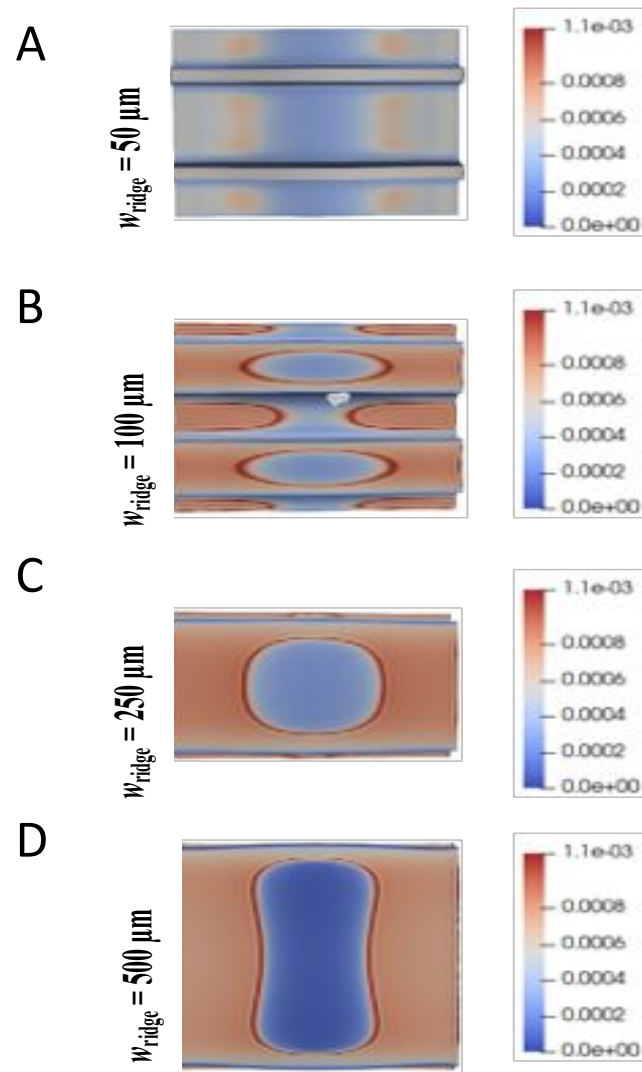 A
w_ridge = 50 µm
1.1e-03
0.0008
0.0006
0.0004
0.0002
0.0e+00
B
w_ridge = 100 µm
1.1e-03
0.0008
0.0006
0.0004
0.0002
0.0e+00
C
w_ridge = 250 µm
1.1e-03
0.0008
0.0006
0.0004
0.0002
0.0e+00
D
w_ridge = 500 µm
1.1e-03
0.0008
0.0006
0.0004
0.0002
0.0e+00